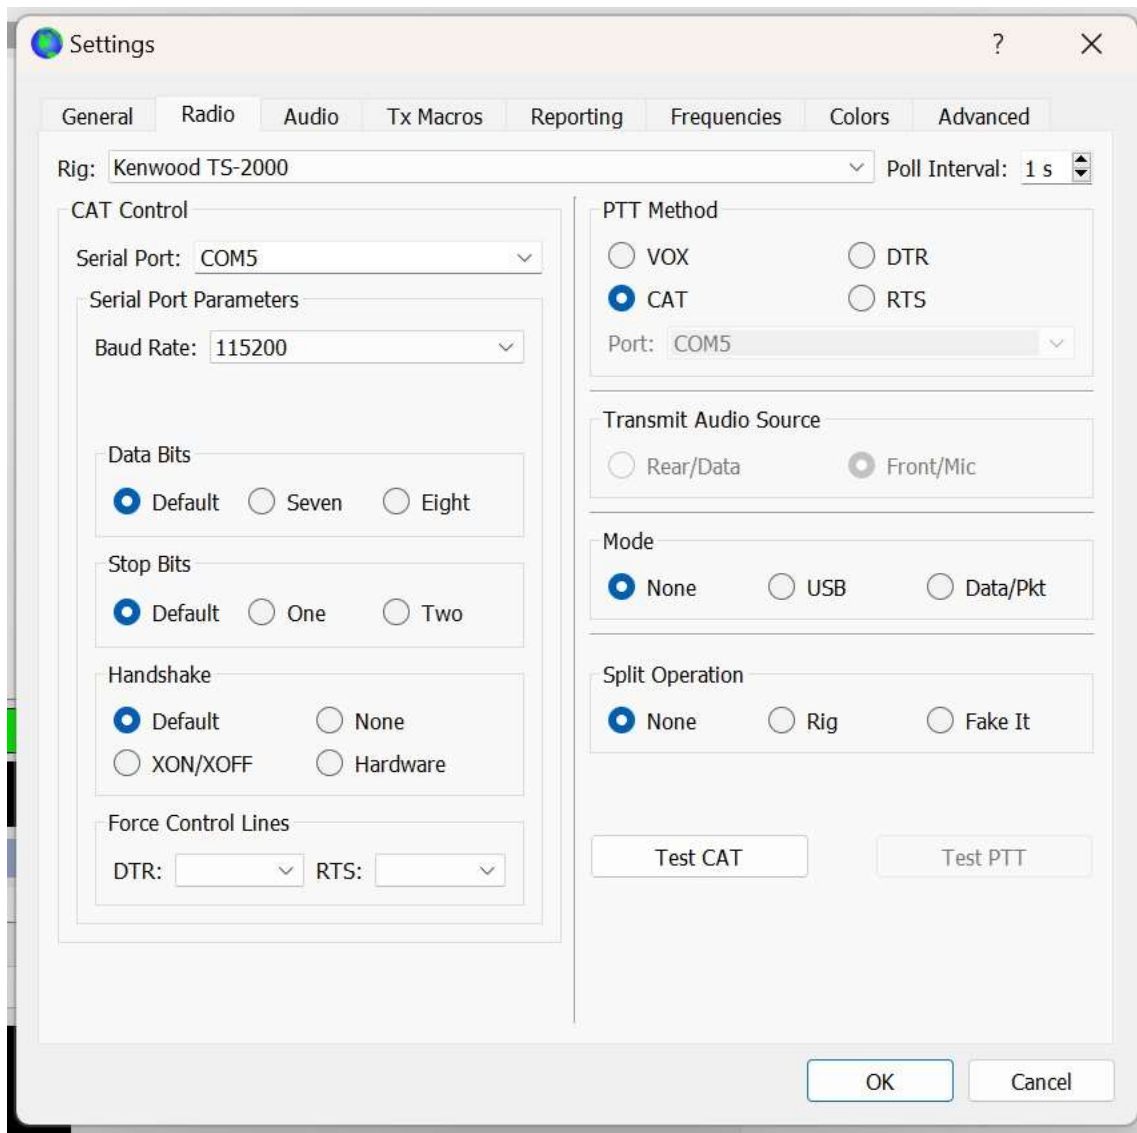 Settings ?
General Radio Audio Tx Macros Reporting Frequencies Colors Advanced
Rig: Kenwood TS-2000 Poll Interval: 1 s
CAT Control
Serial Port: COM5
Serial Port Parameters
Baud Rate: 115200
Data Bits
Default Seven Eight
Stop Bits
Default One Two
Handshake
Default None
XON/XOFF Hardware
Force Control Lines
DTR: RTS:
PTT Method
VOX DTR
CAT RTS
Port: COM5
Transmit Audio Source
Rear/Data Front/Mic
Mode
None USB Data/Pkt
Split Operation
None Rig Fake It
Test CAT Test PTT
OK Cancel